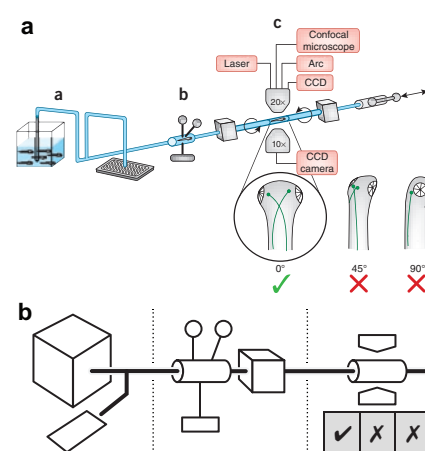 a
c
Confocal
microscope
Laser
Arc
CCD
a
b
20×
10×
CCD
camera
0°
45°
90°
b